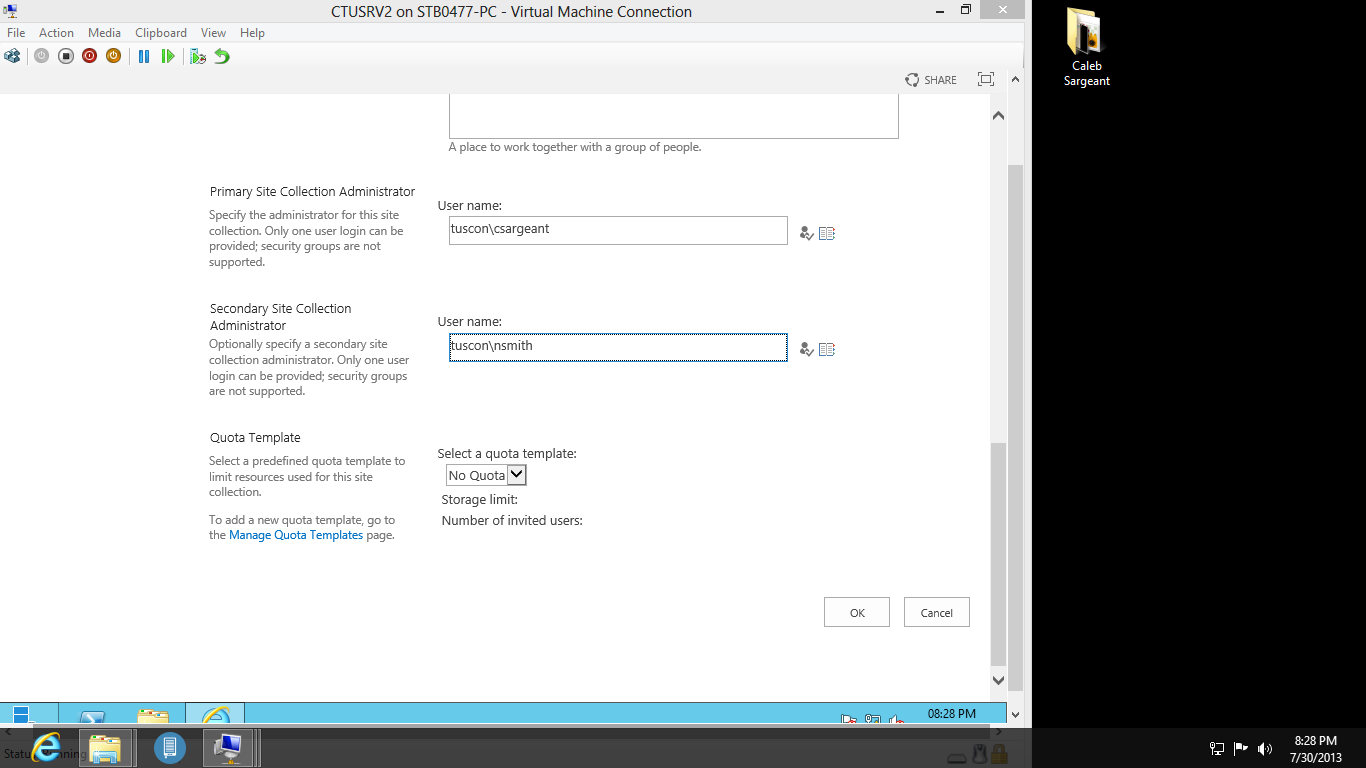 CTUSRV2 on STB0477-PC - Virtual Machine Connection
File Action Media Clipboard View Help
SHARE
A place to work together with a group of people.
Primary Site Collection Administrator
Specify the administrator for this site
collection. Only one user login can be
provided; security groups are not
supported.
User name:
tuscon\csargeant
Secondary Site Collection
Administrator
Optionally specify a secondary site
collection administrator. Only one user
login can be provided; security groups
are not supported.
User name:
tuscon\nsmith
Quota Template
Select a predefined quota template to
limit resources used for this site
collection.
To add a new quota template, go to
the Manage Quota Templates page.
Select a quota template:
No Quota
Storage limit:
Number of invited users:
OK Cancel
08:28 PM
Caleb
Sargeant
8:28 PM
7/30/2013